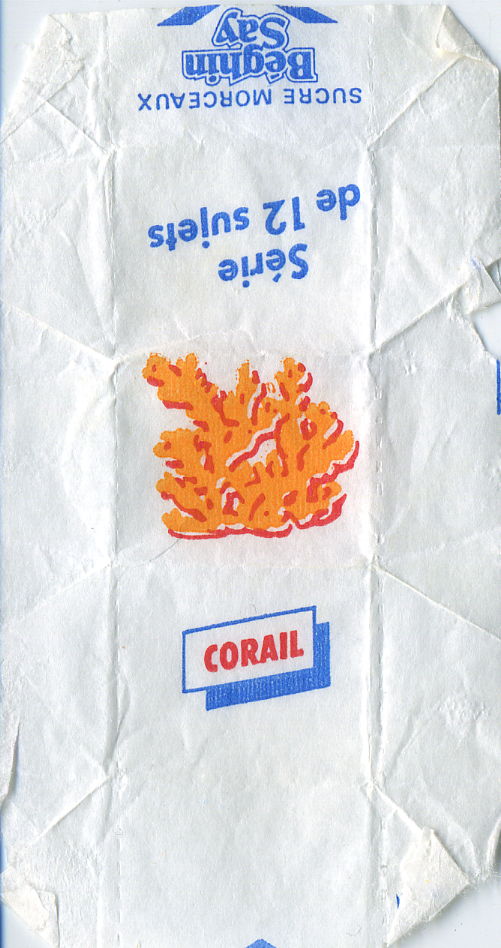 Béghin
Say
SUCRE MORCEAUX
Série
de 12 sujets
CORAIL